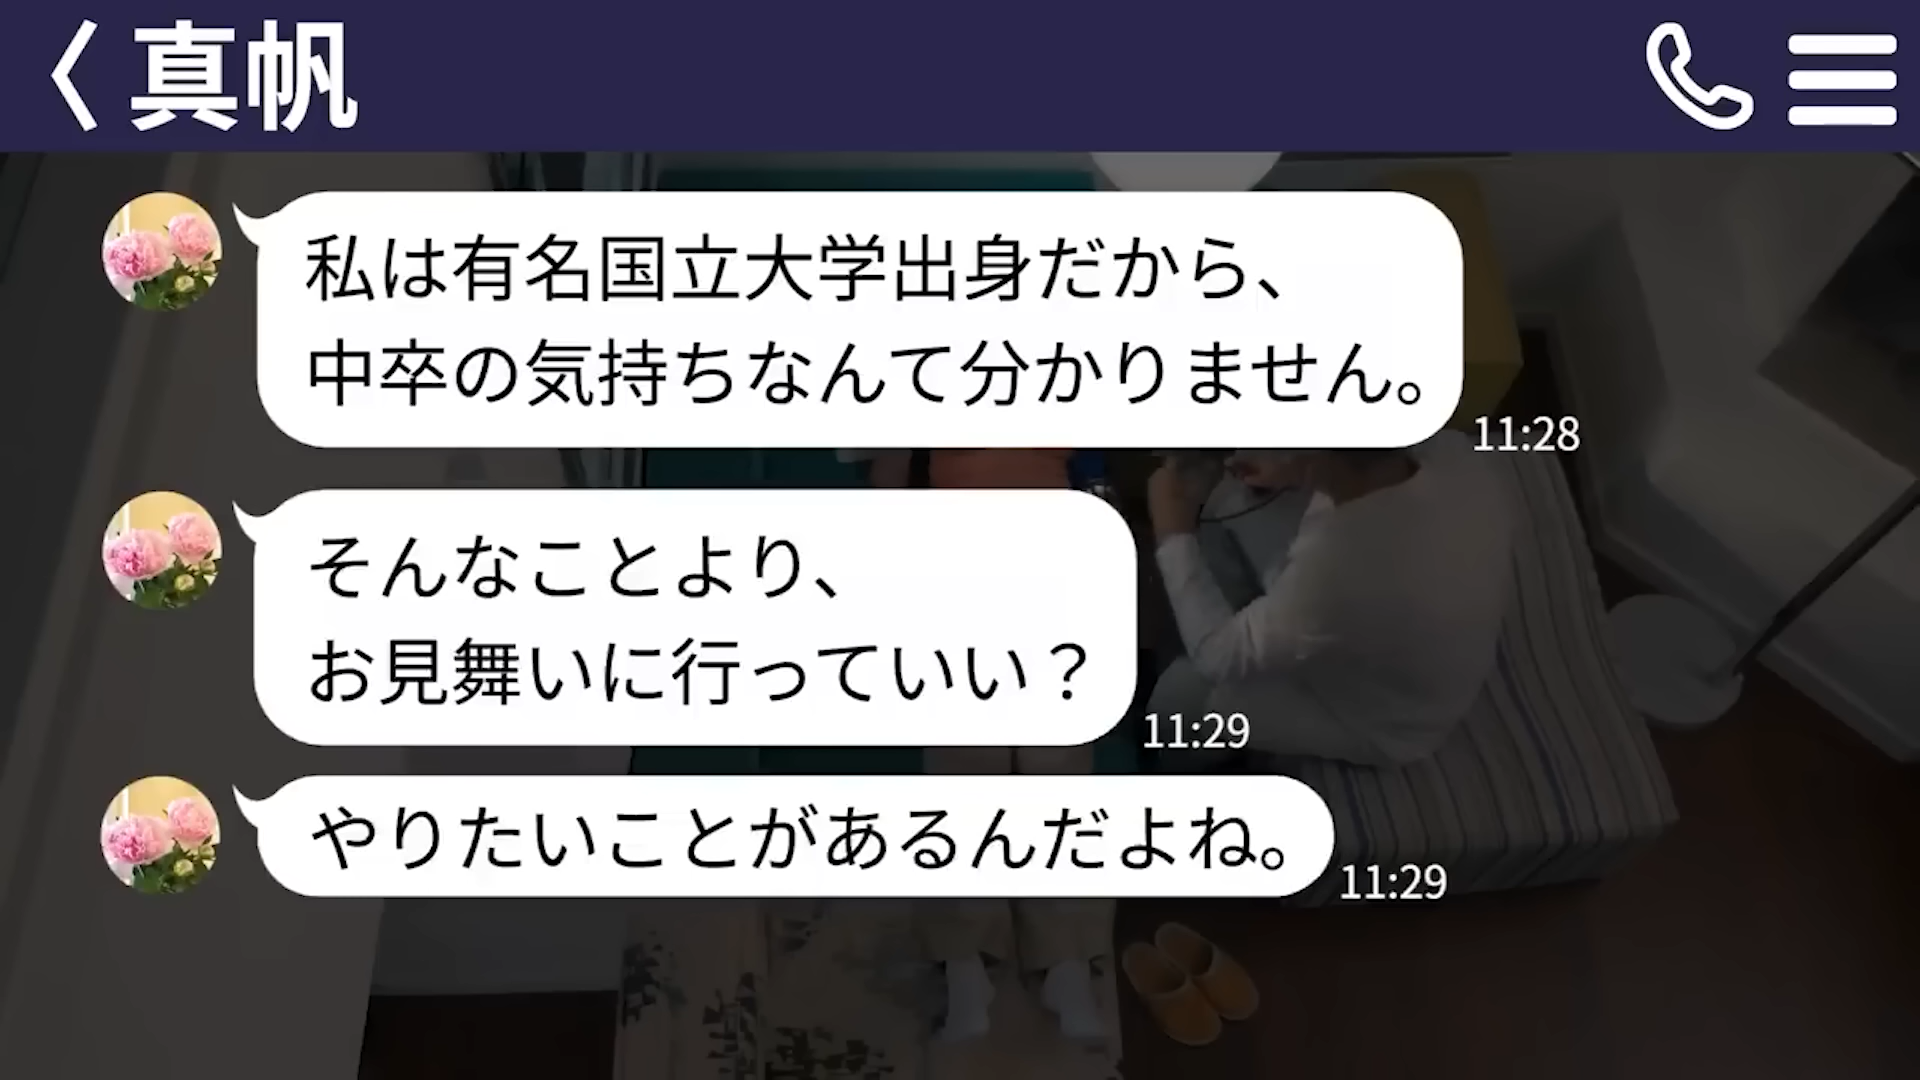 真帆
私は有名国立大学出身だから、
中卒の気持ちなんて分かりません。
11:28
そんなことより、
お見舞いに行っていい？
11:29
やりたいことがあるんだよね。
11:29